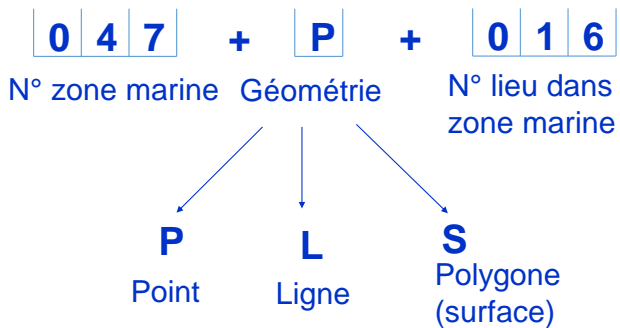 0 4 7 + P + 0 1 6
N° zone marine Géométrie N° lieu dans
zone marine
P L S
Point Ligne Polygone
(surface)